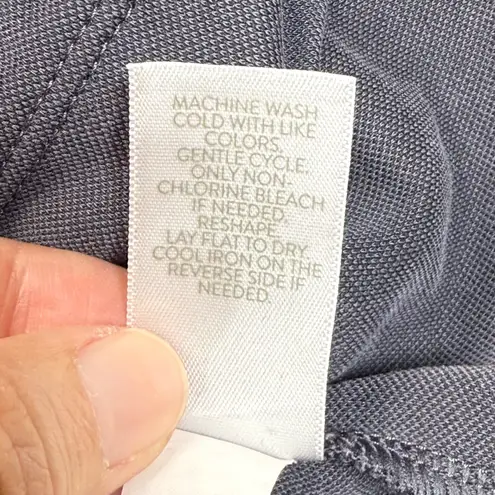 MACHINE WASH
COLD WITH LIKE
COLORS.
GENTLE CYCLE.
ONLY NON-
CHLORINE BLEACH
IF NEEDED.
RESHAPE.
LAY FLAT TO DRY.
COOL IRON ON THE
REVERSE SIDE IF
NEEDED.